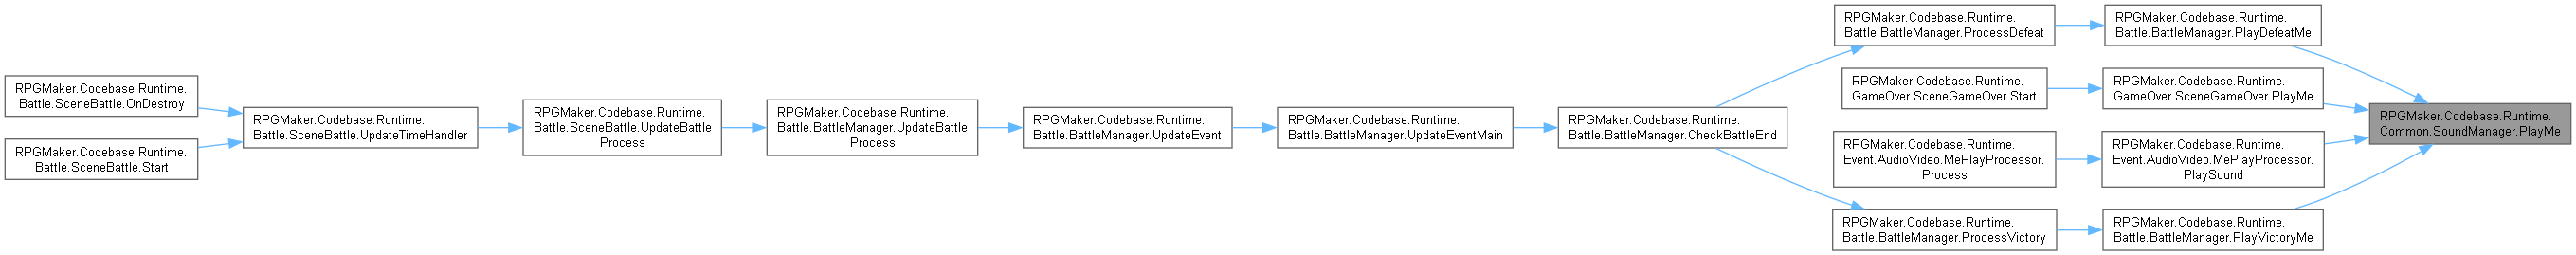 RPGMaker.Codebase.Runtime.
Battle.SceneBattle.OnDestroy
RPGMaker.Codebase.Runtime.
Battle.SceneBattle.Start
RPGMaker.Codebase.Runtime.
Battle.SceneBattle.UpdateTimeHandler
RPGMaker.Codebase.Runtime.
Battle.SceneBattle.UpdateBattle
Process
RPGMaker.Codebase.Runtime.
Battle.BattleManager.UpdateBattle
Process
RPGMaker.Codebase.Runtime.
Battle.BattleManager.UpdateEvent
RPGMaker.Codebase.Runtime.
Battle.BattleManager.UpdateEventMain
RPGMaker.Codebase.Runtime.
Battle.BattleManager.CheckBattleEnd
RPGMaker.Codebase.Runtime.
Battle.BattleManager.ProcessDefeat
RPGMaker.Codebase.Runtime.
GameOver.SceneGameOver.Start
RPGMaker.Codebase.Runtime.
Event.AudioVideo.MePlayProcessor.
Process
RPGMaker.Codebase.Runtime.
Battle.BattleManager.ProcessVictory
RPGMaker.Codebase.Runtime.
Battle.BattleManager.PlayDefeatMe
RPGMaker.Codebase.Runtime.
GameOver.SceneGameOver.PlayMe
RPGMaker.Codebase.Runtime.
Event.AudioVideo.MePlayProcessor.
PlaySound
RPGMaker.Codebase.Runtime.
Battle.BattleManager.PlayVictoryMe
RPGMaker.Codebase.Runtime.
Common.SoundManager.PlayMe